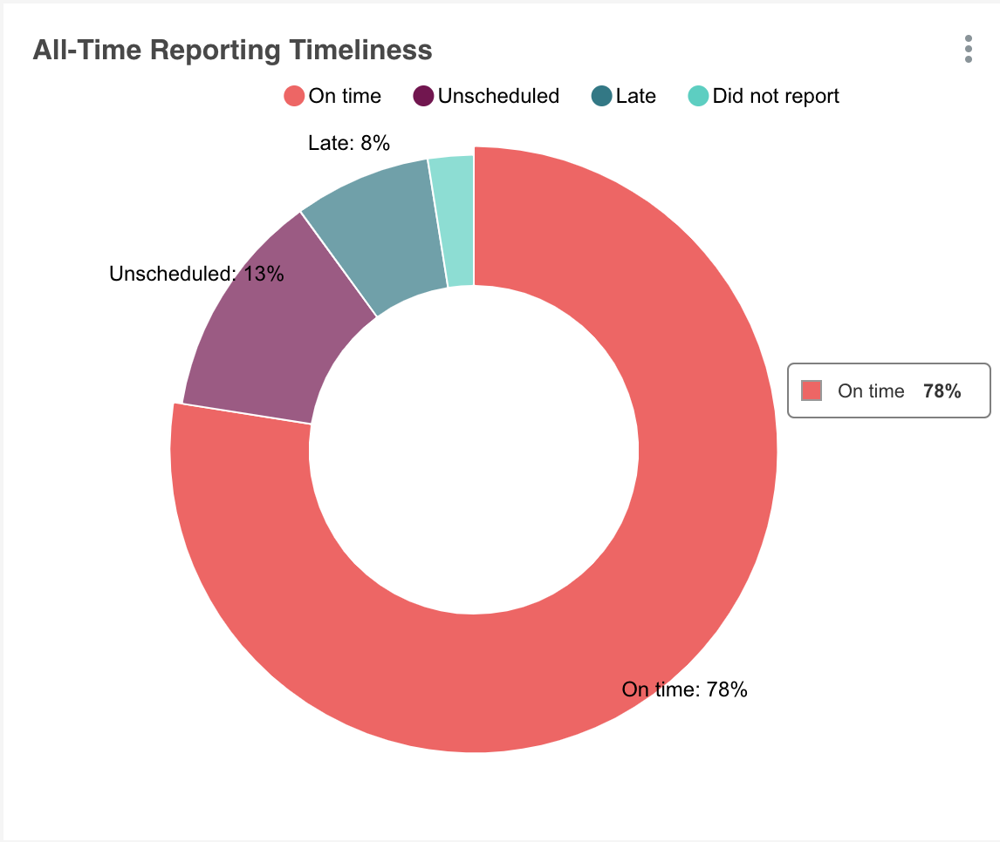 All-Time Reporting Timeliness
On time Unscheduled Late Did not report
Late: 8%
Unscheduled: 13%
On time 78%
On time: 78%